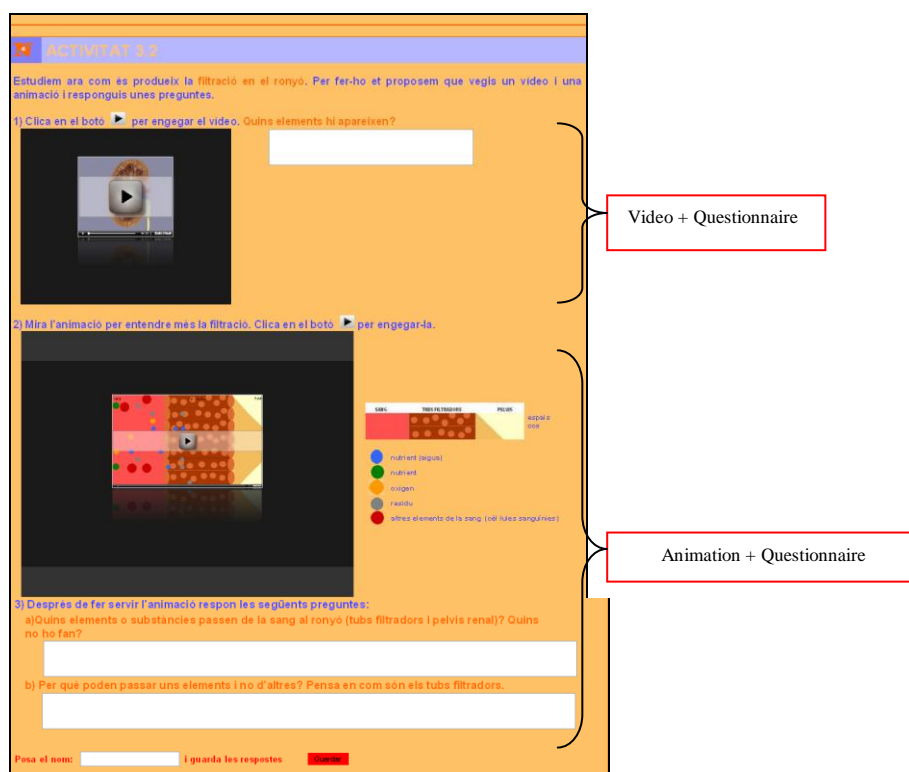 ACTIVITAT 3.2
Estudiem ara com és produeix la filtració en el ronyó. Per fer-ho et proposem que vegis un vídeo i una
animació i responguis unes preguntes.
1) Clica en el botó per engegar el vídeo. Quins elements hi apareixen?
Video + Questionnaire
2) Mira l'animació per entendre més la filtració. Clica en el botó per engegar-la.
SANG TUBS FILTRADORS PELVIS
espais
nutrient (aigua)
nutrient
oxigen
residu
altres elements de la sang (cèl·lules sanguínies)
Animation + Questionnaire
3) Després de fer servir l'animació respon les següents preguntes:
a)Quins elements o substàncies passen de la sang al ronyó (tubs filtradors i pelvis renal)? Quins
no ho fan?
b) Per què poden passar uns elements i no d'altres? Pensa en com són els tubs filtradors.
Posa el nom: i guarda les respostes Guardar